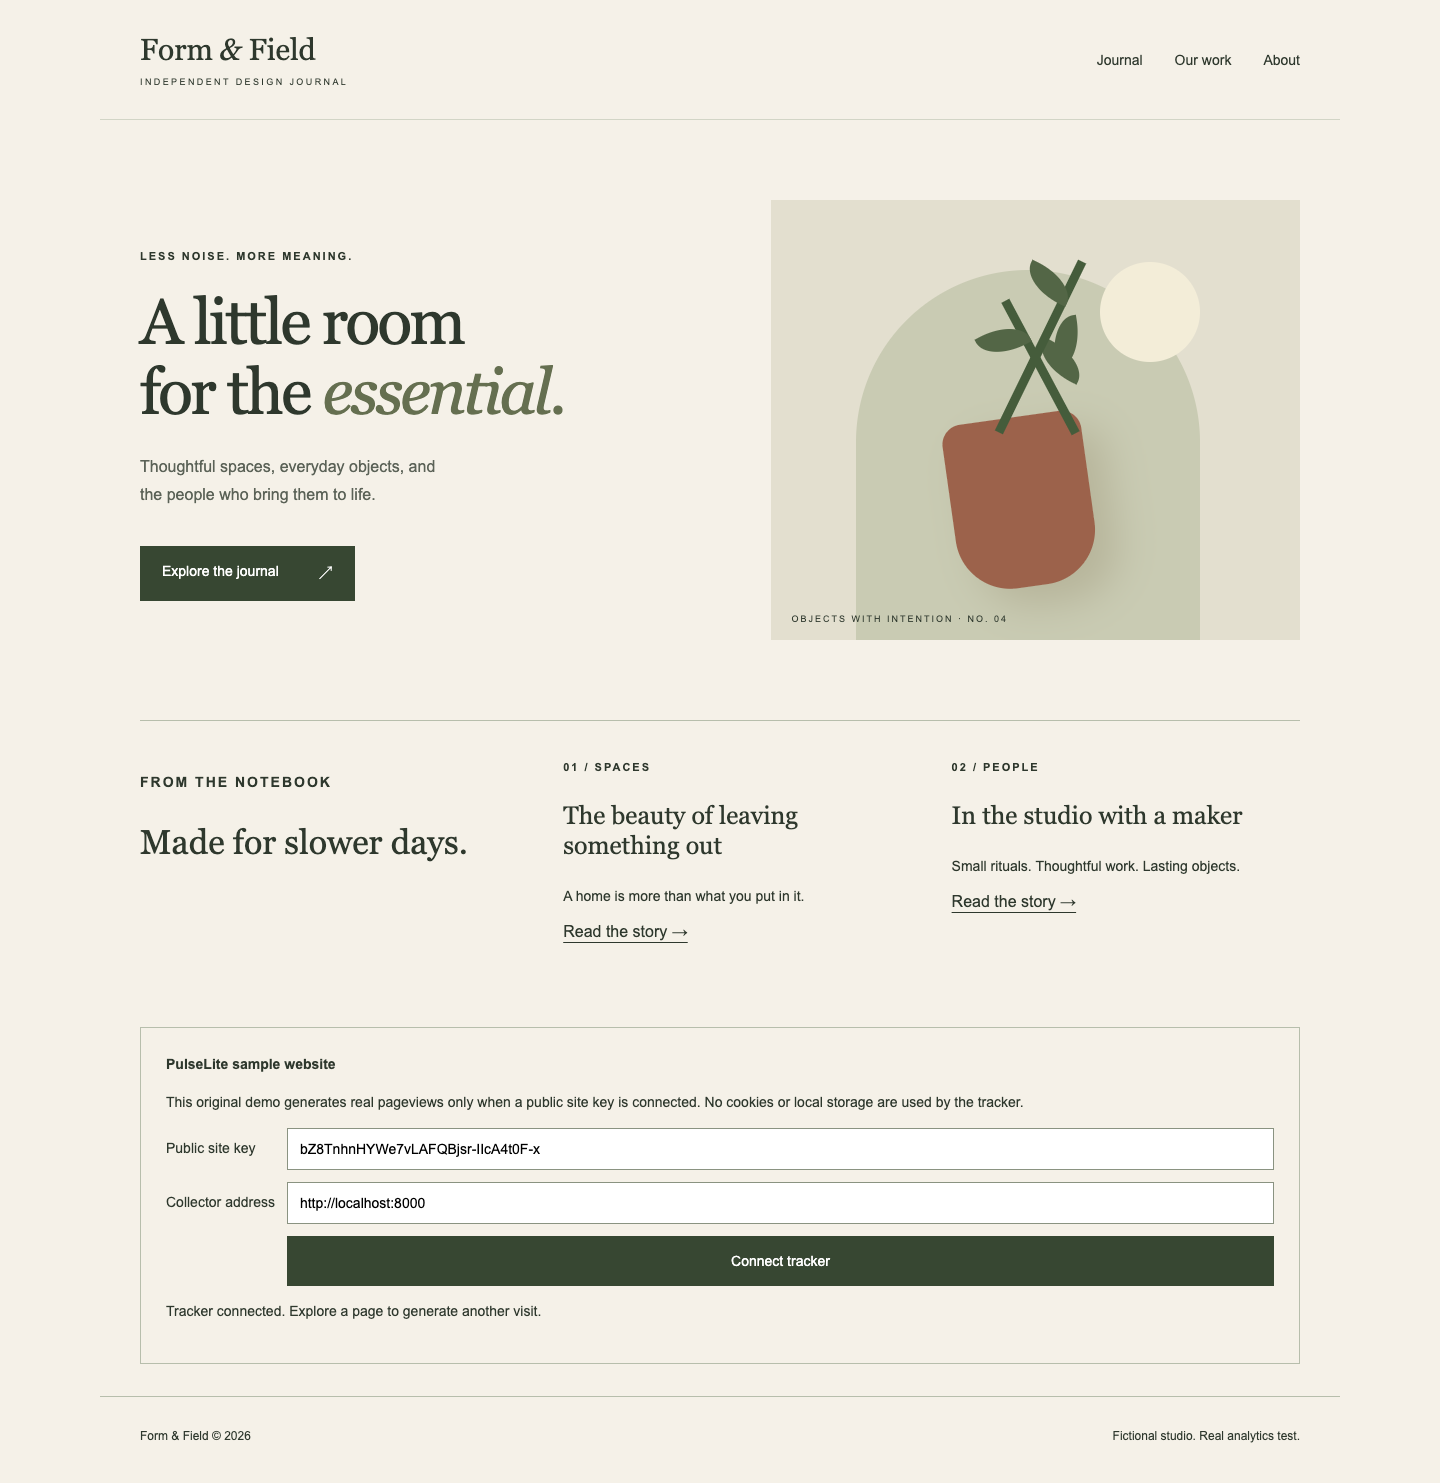 Form & Field
INDEPENDENT DESIGN JOURNAL
Journal
Our work
About
LESS NOISE. MORE MEANING.
A little room
for the essential.
Thoughtful spaces, everyday objects, and
the people who bring them to life.
Explore the journal ↗
OBJECTS WITH INTENTION · NO. 04
FROM THE NOTEBOOK
Made for slower days.
01 / SPACES
The beauty of leaving
something out
A home is more than what you put in it.
Read the story →
02 / PEOPLE
In the studio with a maker
Small rituals. Thoughtful work. Lasting objects.
Read the story →
PulseLite sample website
This original demo generates real pageviews only when a public site key is connected. No cookies or local storage are used by the tracker.
Public site key
bZ8TnhnHYWe7vLAFQBjsr-IIcA4t0F-x
Collector address
http://localhost:8000
Connect tracker
Tracker connected. Explore a page to generate another visit.
Form & Field © 2026
Fictional studio. Real analytics test.